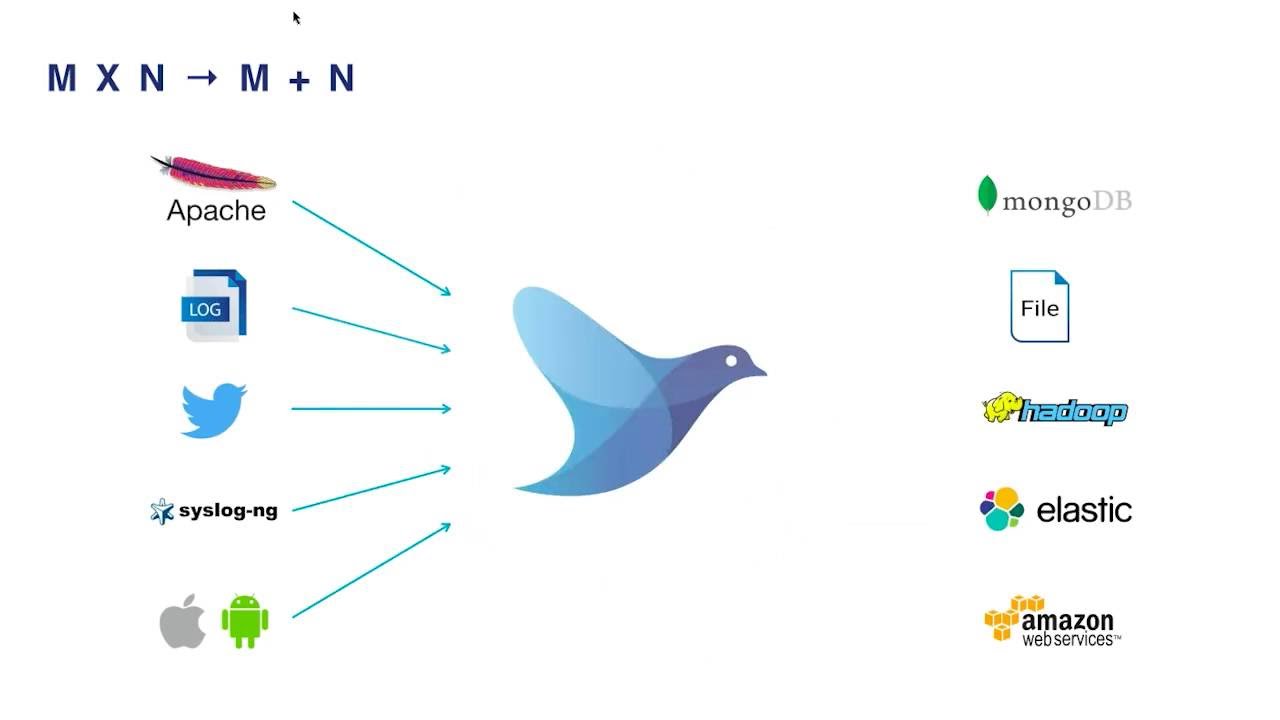 M X N → M + N
Apache
LOG
syslog-ng
mongoDB
File
hadoop
elastic
amazon
web services™